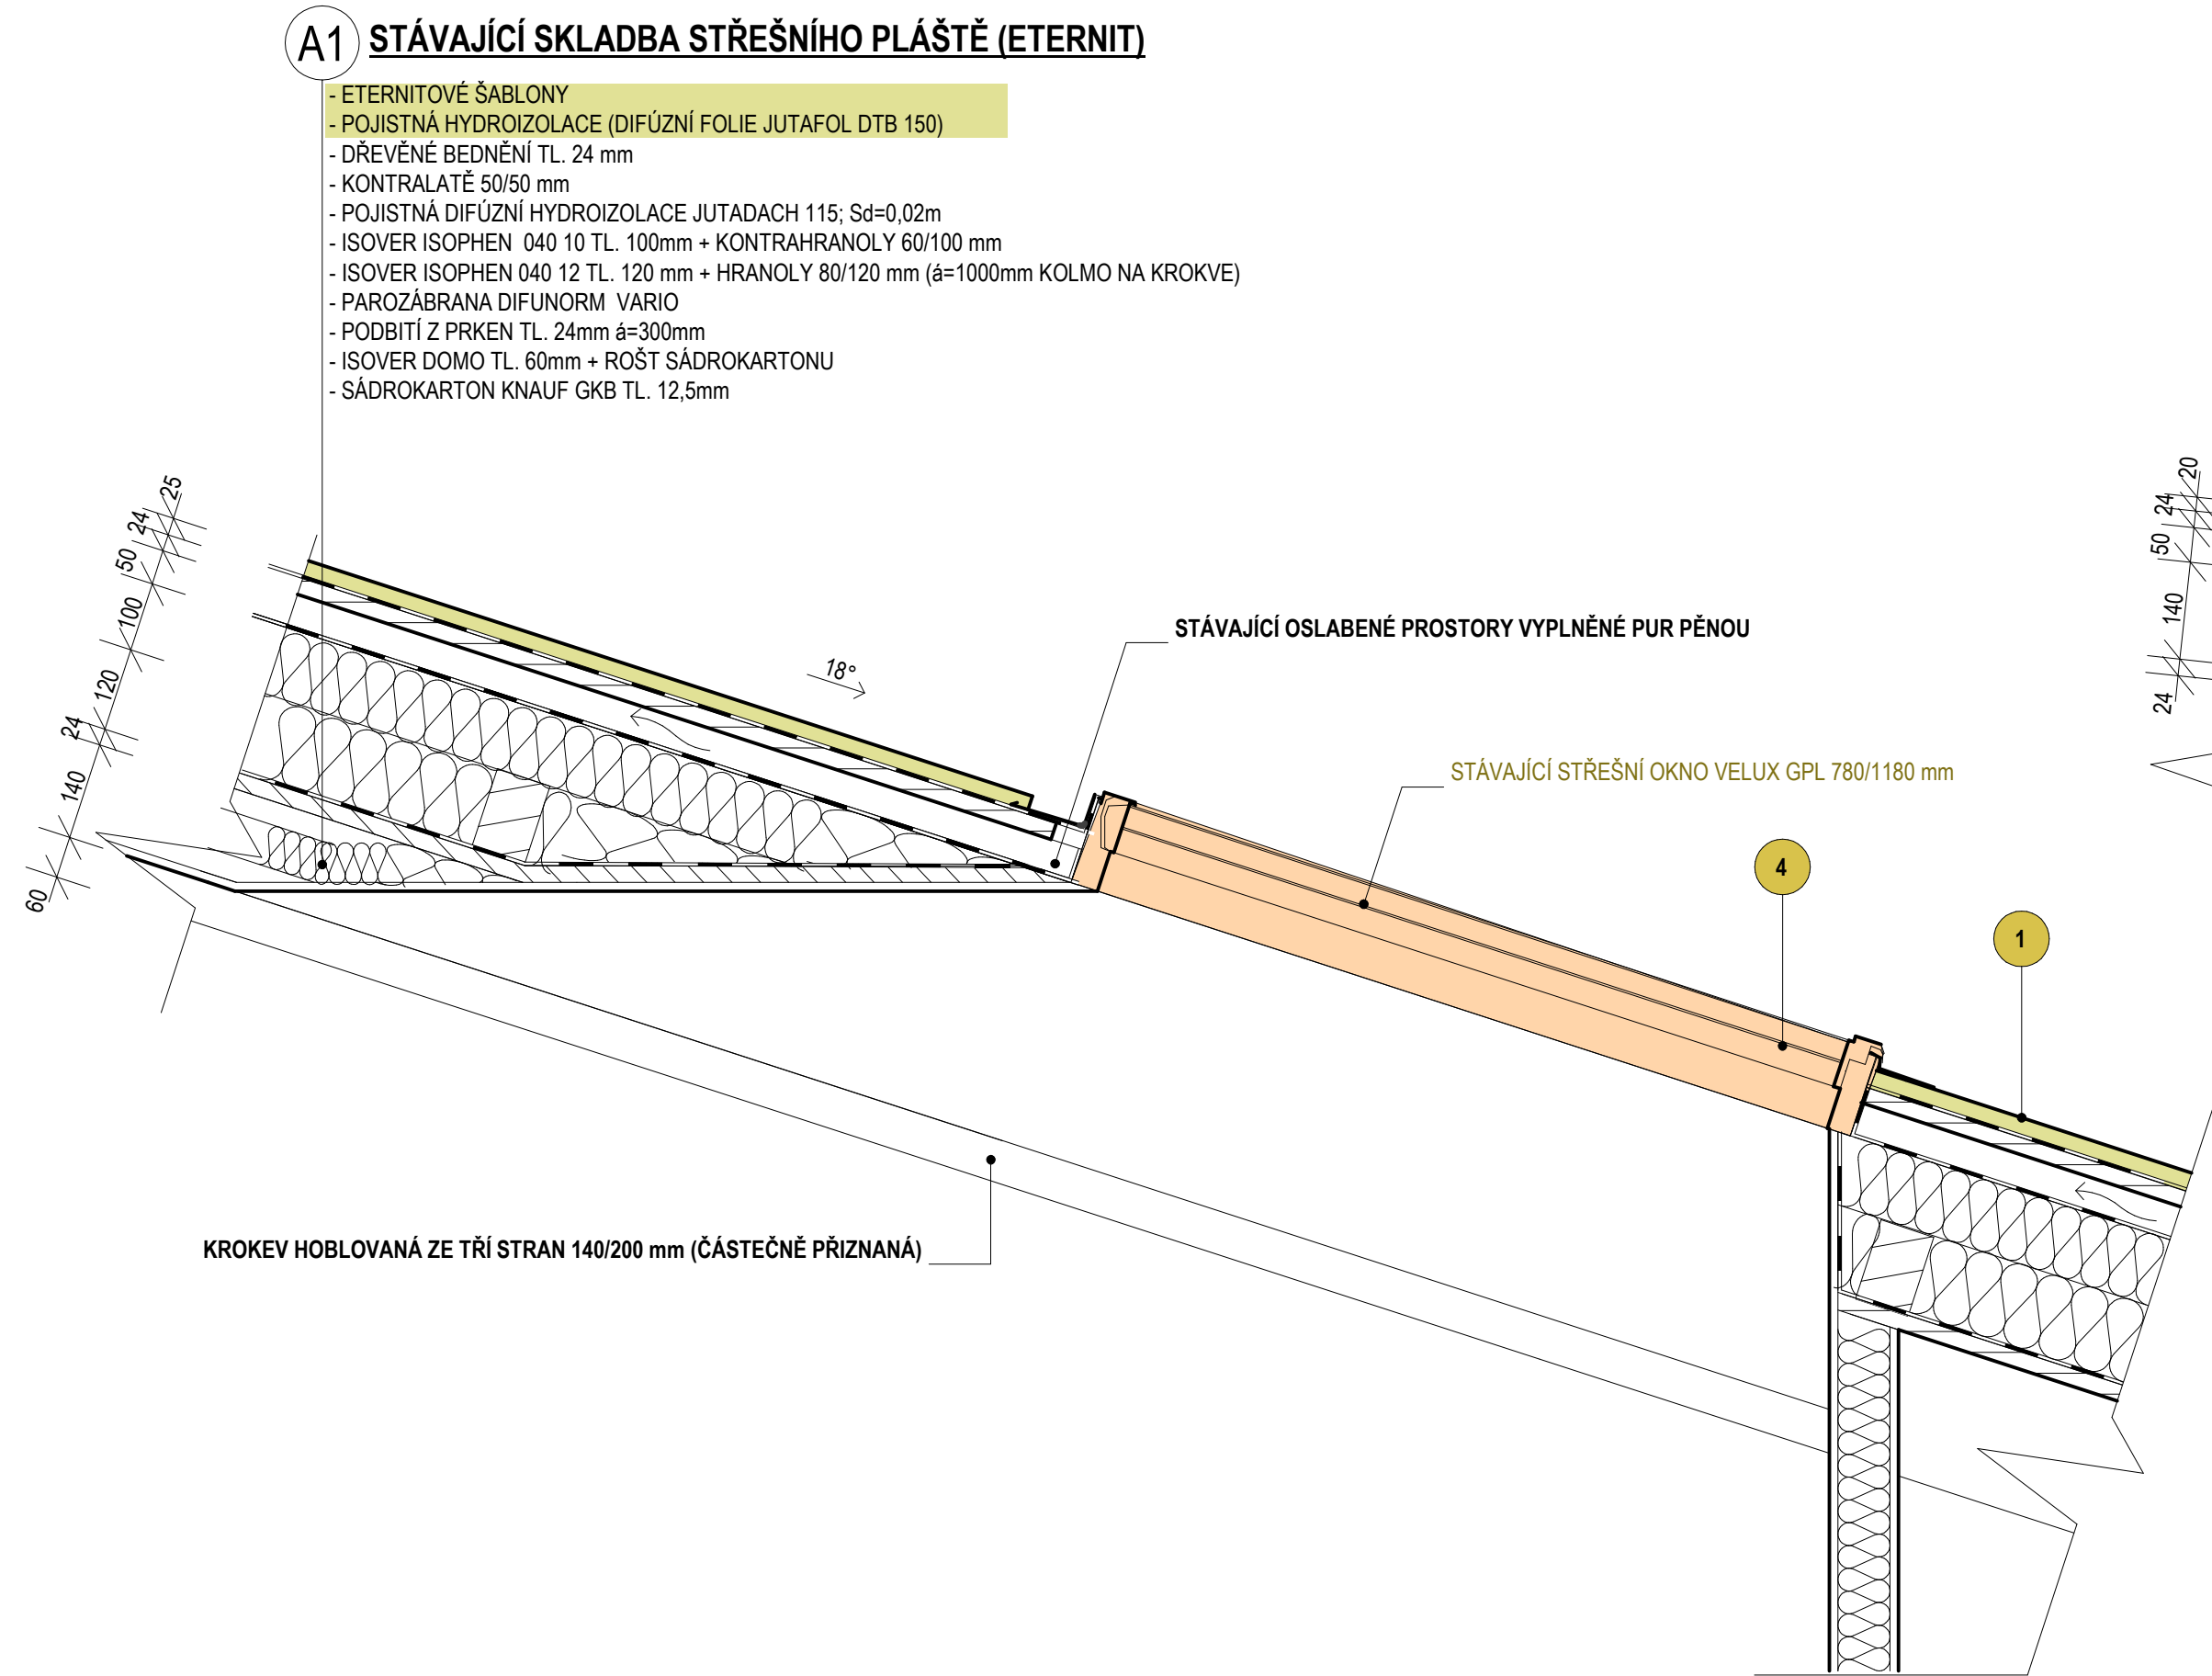 A1 STÁVAJÍCÍ SKLADBA STŘEŠNÍHO PLÁŠTĚ (ETERNIT)
- ETERNITOVÉ ŠABLONY
- POJISTNÁ HYDROIZOLACE (DIFÚZNÍ FOLIE JUTAFOL DTB 150)
- DŘEVĚNÉ BEDNĚNÍ TL. 24 mm
- KONTRALATĚ 50/50 mm
- POJISTNÁ DIFÚZNÍ HYDROIZOLACE JUTADACH 115; Sd=0,02m
- ISOVER ISOPHEN 040 10 TL. 100mm + KONTRAHRANOLY 60/100 mm
- ISOVER ISOPHEN 040 12 TL. 120 mm + HRANOLY 80/120 mm (á=1000mm KOLMO NA KROKVE)
- PAROZÁBRANA DIFUNORM VARIO
- PODBITÍ Z PRKEN TL. 24mm á=300mm
- ISOVER DOMO TL. 60mm + ROŠT SÁDROKARTONU
- SÁDROKARTON KNAUF GKB TL. 12,5mm
25
24
50
100
120
24
140
60
20
24
50
140
24
18°
STÁVAJÍCÍ OSLABENÉ PROSTORY VYPLNĚNÉ PUR PĚNOU
STÁVAJÍCÍ STŘEŠNÍ OKNO VELUX GPL 780/1180 mm
4
1
KROKEV HOBLOVANÁ ZE TŘÍ STRAN 140/200 mm (ČÁSTEČNĚ PŘIZNANÁ)